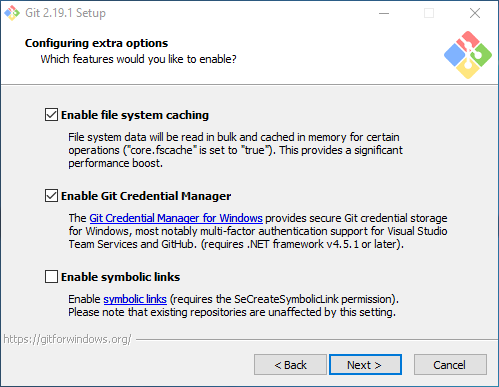 Git 2.19.1 Setup
Configuring extra options
Which features would you like to enable?
Enable file system caching
File system data will be read in bulk and cached in memory for certain
operations ("core.fscache" is set to "true"). This provides a significant
performance boost.
Enable Git Credential Manager
The Git Credential Manager for Windows provides secure Git credential storage
for Windows, most notably multi-factor authentication support for Visual Studio
Team Services and GitHub. (requires .NET framework v4.5.1 or later).
Enable symbolic links
Enable symbolic links (requires the SeCreateSymbolicLink permission).
Please note that existing repositories are unaffected by this setting.
https://gitforwindows.org/
< Back
Next >
Cancel